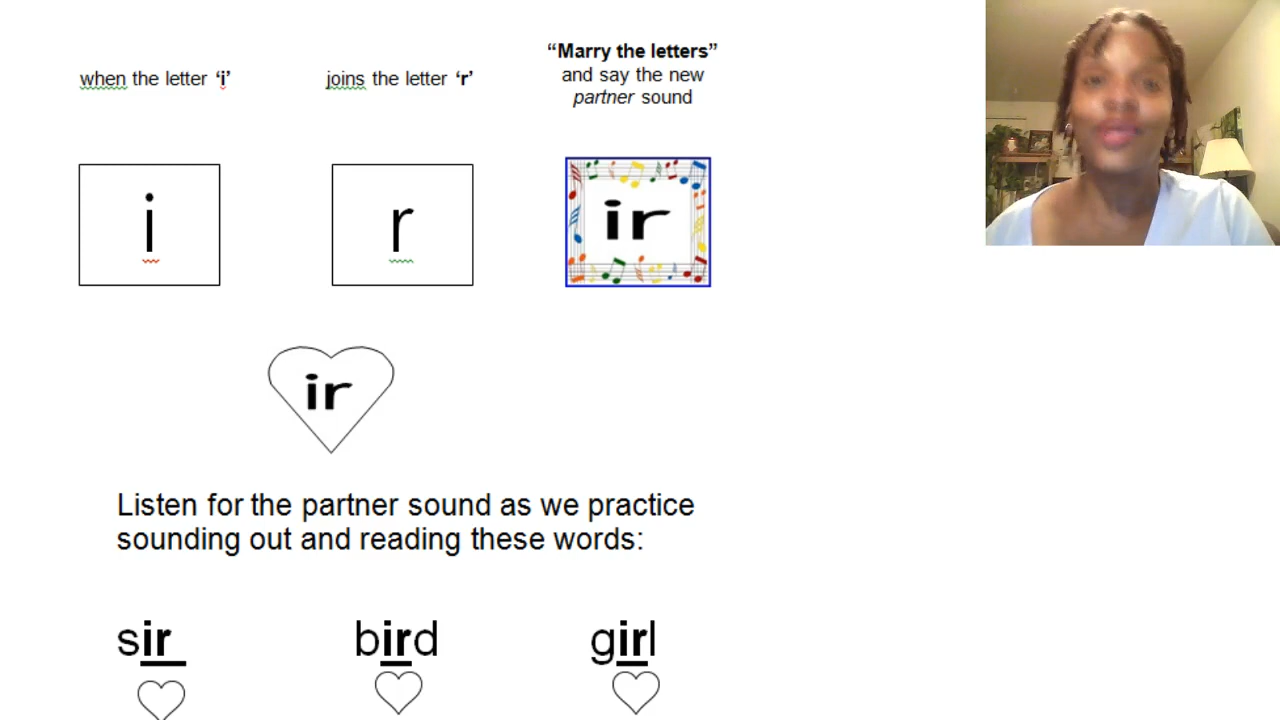 when the letter ‘i’
joins the letter ‘r’
“Marry the letters”
and say the new
partner sound
i
r
ir
ir
Listen for the partner sound as we practice
sounding out and reading these words:
sir
bird
girl